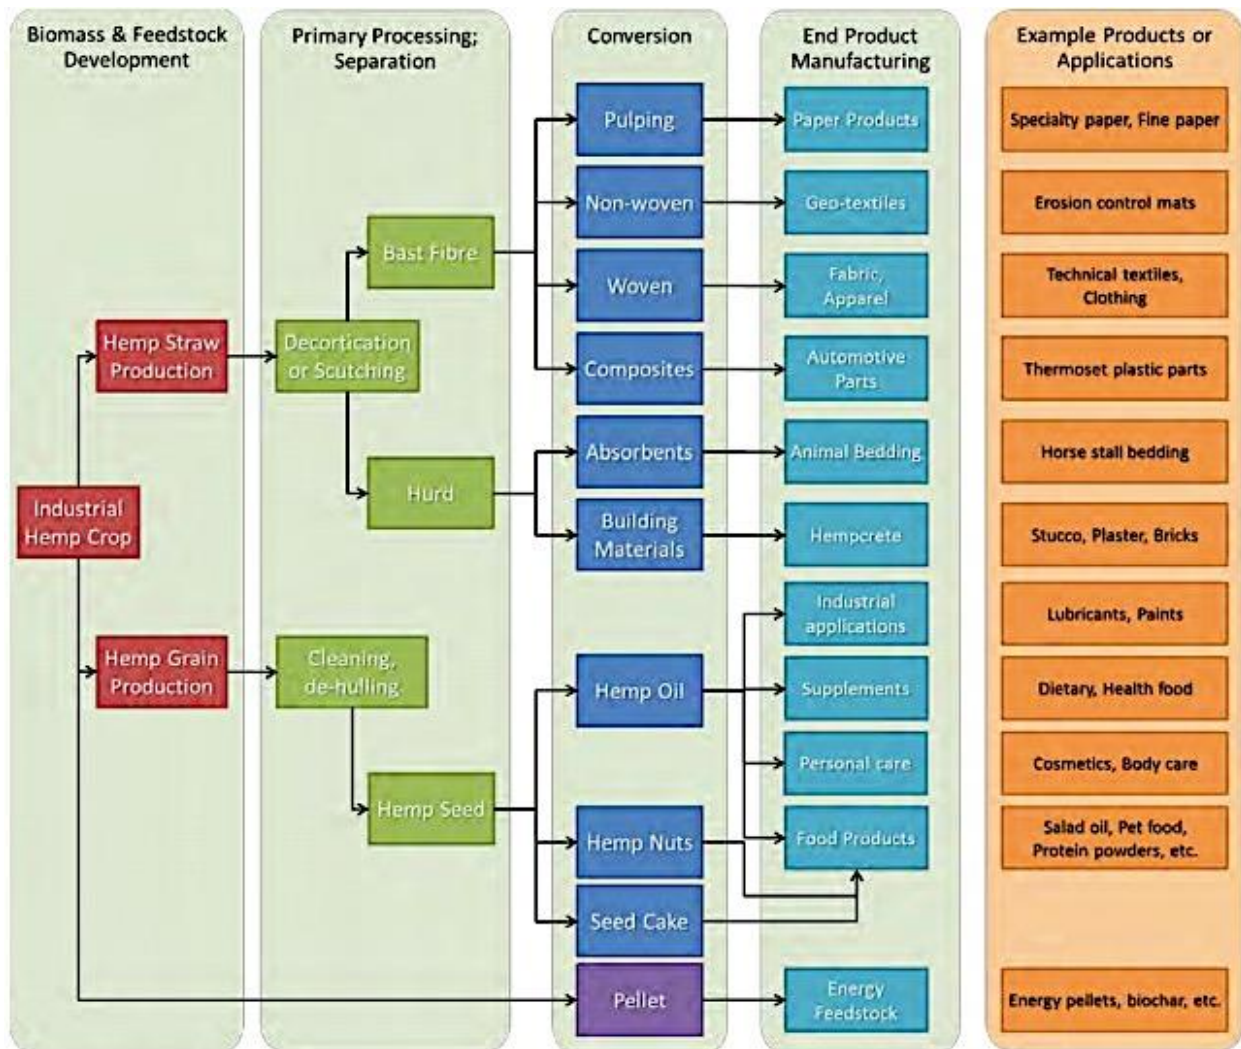 Biomass & Feedstock
Development
Primary Processing;
Separation
Conversion
End Product
Manufacturing
Example Products or
Applications
Industrial
Hemp Crop
Hemp Straw
Production
Hemp Grain
Production
Decortication
or Scutching
Bast Fibre
Hurd
Cleaning,
de-hulling
Hemp Seed
Pulping
Non-woven
Woven
Composites
Absorbents
Building
Materials
Hemp Oil
Hemp Nuts
Seed Cake
Pellet
Paper Products
Geo-textiles
Fabric,
Apparel
Automotive
Parts
Animal Bedding
Hempcrete
Industrial
applications
Supplements
Personal care
Food Products
Energy
Feedstock
Specialty paper, Fine paper
Erosion control mats
Technical textiles,
Clothing
Thermoset plastic parts
Horse stall bedding
Stucco, Plaster, Bricks
Lubricants, Paints
Dietary, Health food
Cosmetics, Body care
Salad oil, Pet food,
Protein powders, etc.
Energy pellets, biochar, etc.